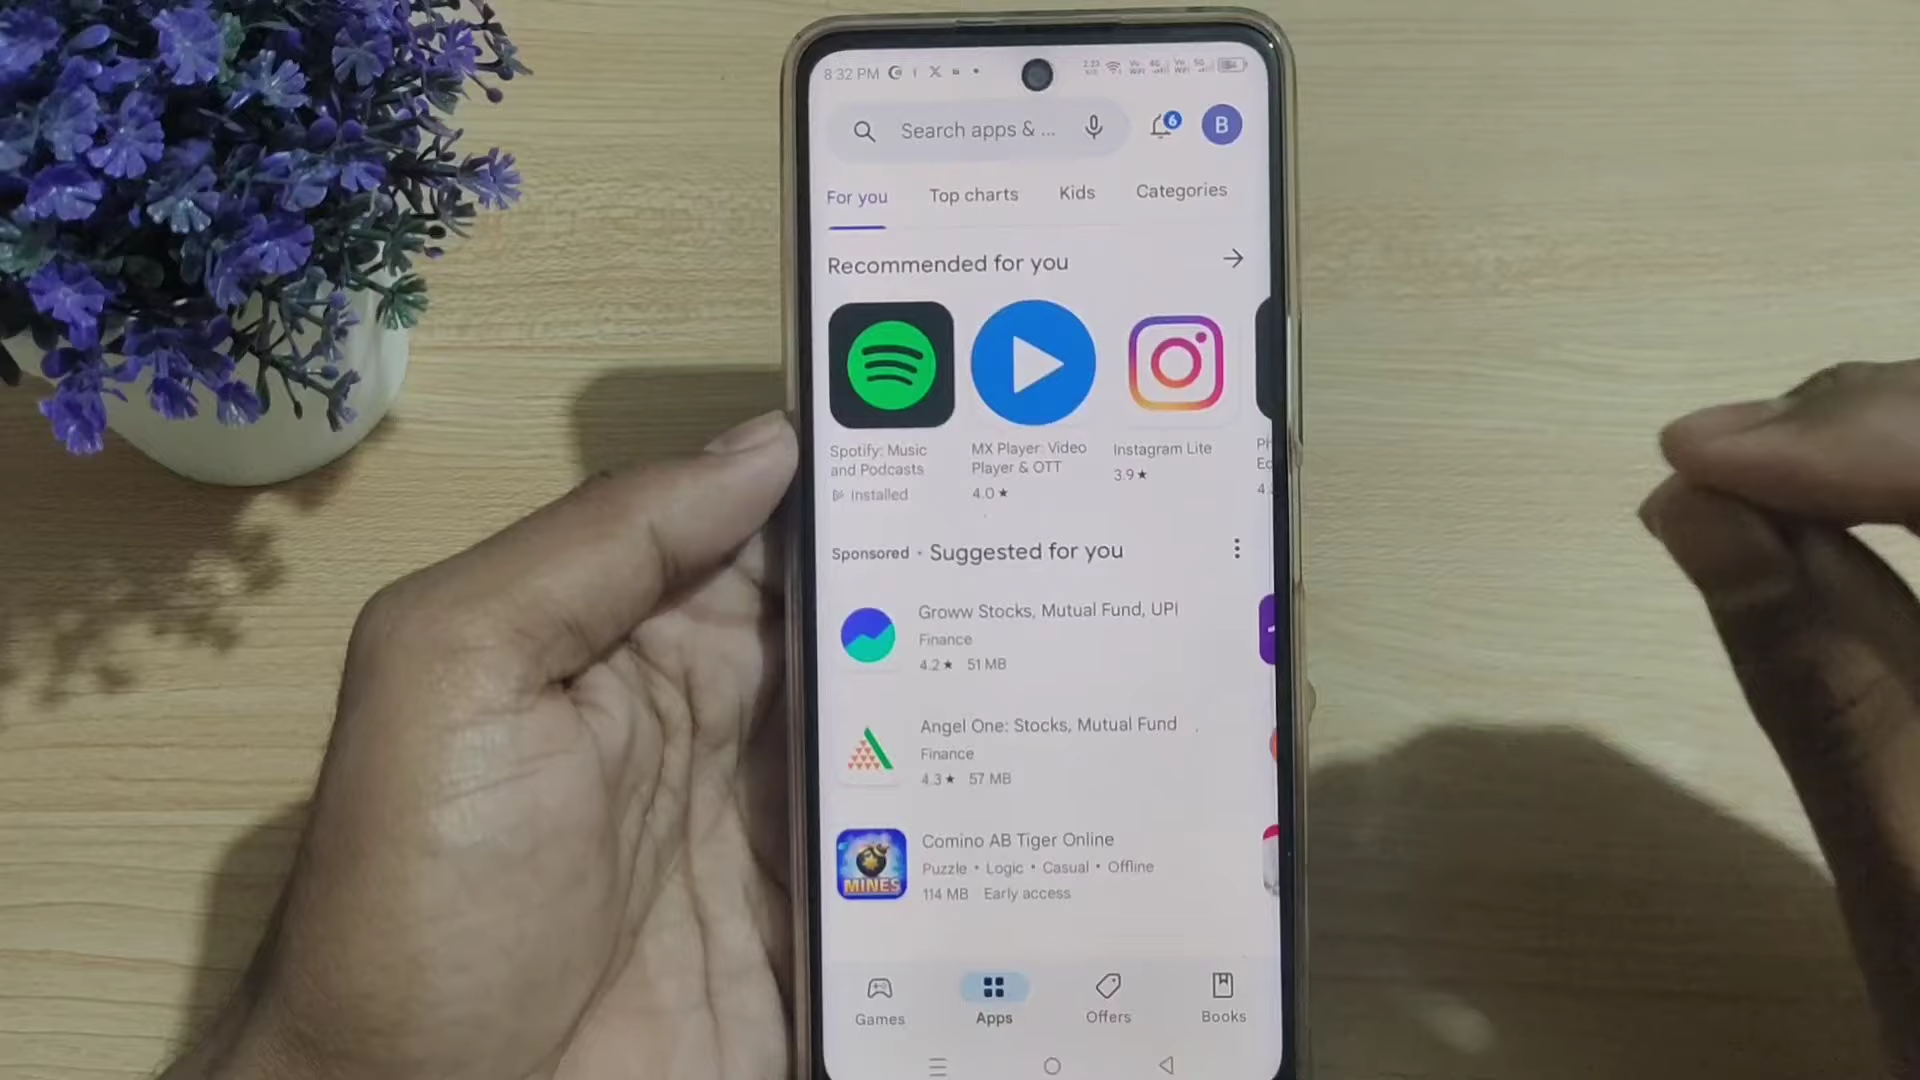 8:32 PM
Search apps & ...
6
B
For you
Top charts
Kids
Categories
Recommended for you
Spotify: Music
and Podcasts
Installed
MX Player: Video
Player & OTT
4.0 ★
Instagram Lite
3.9 ★
Sponsored • Suggested for you
Groww Stocks, Mutual Fund, UPI
Finance
4.2 ★ 51 MB
Angel One: Stocks, Mutual Fund
Finance
4.3 ★ 57 MB
MINES
Comino AB Tiger Online
Puzzle • Logic • Casual • Offline
114 MB Early access
Games
Apps
Offers
Books